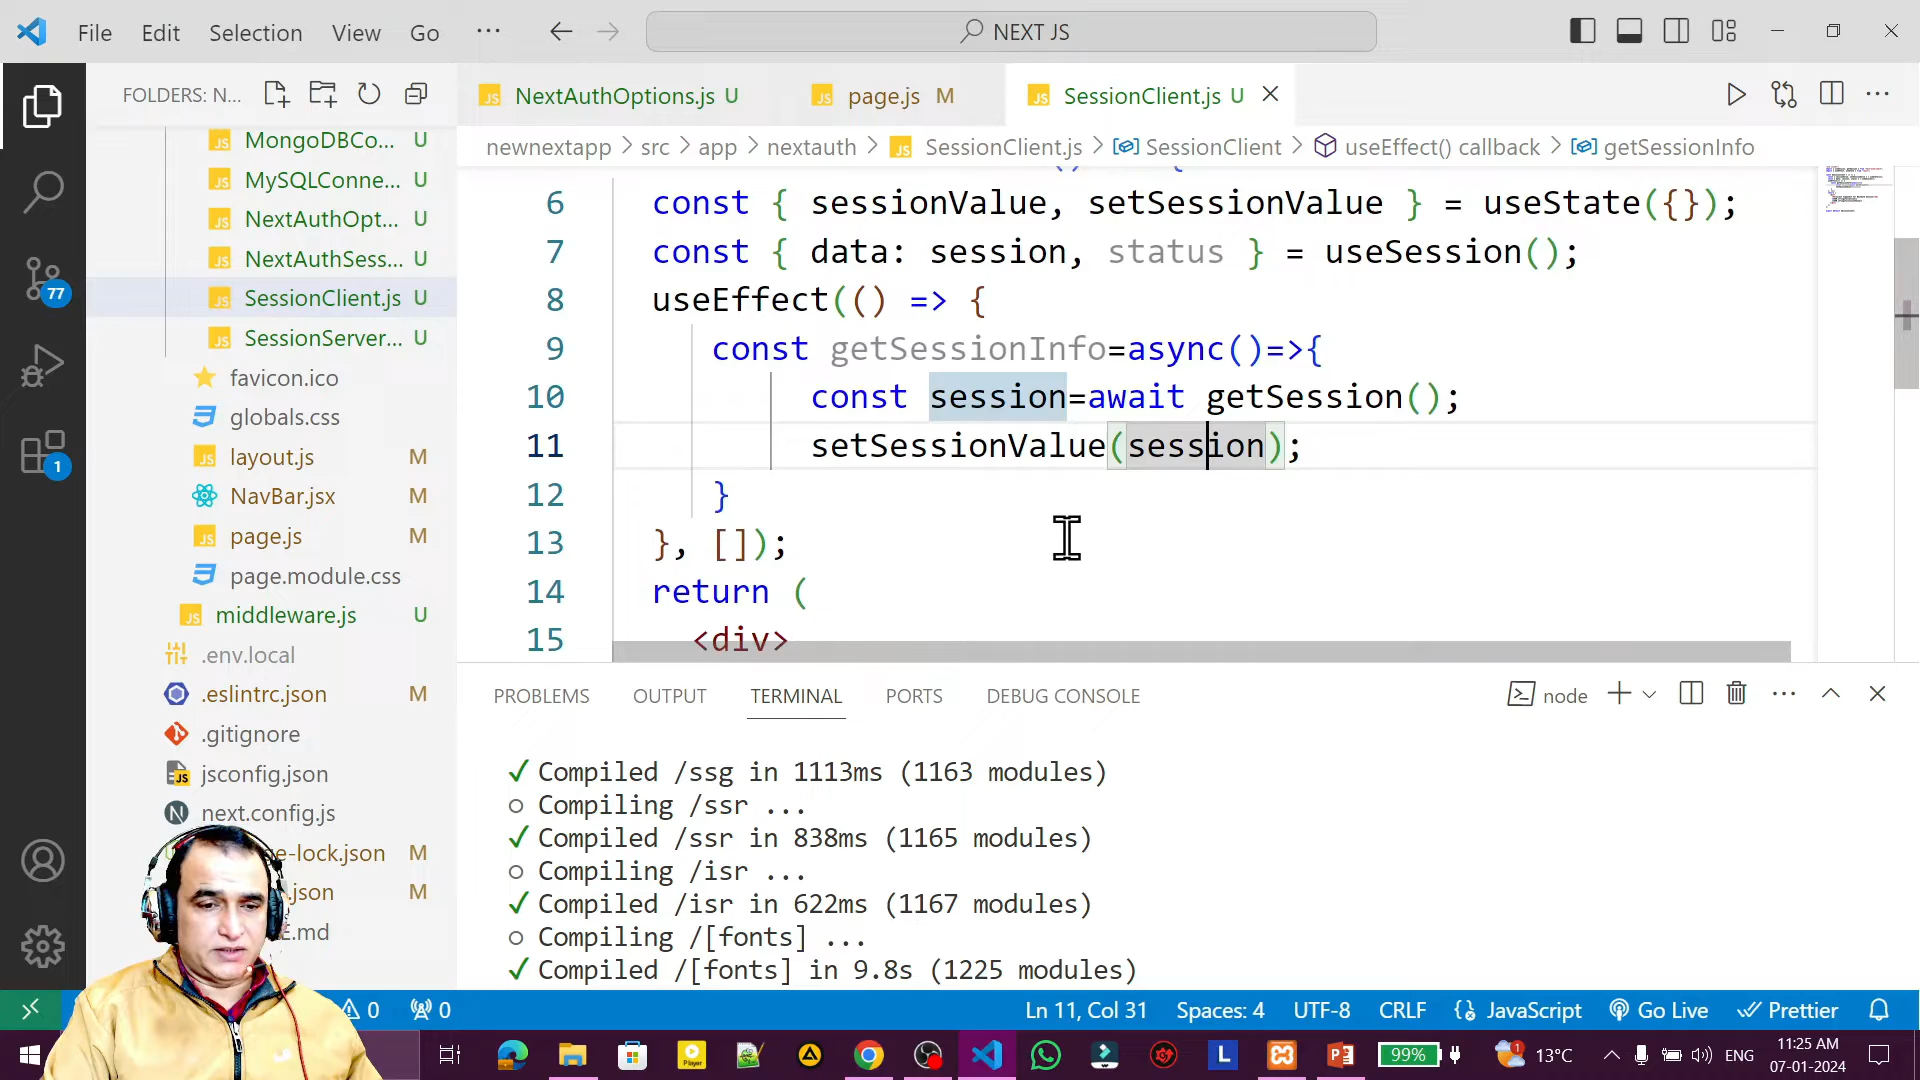 File Edit Selection View Go ··· NEXT JS
FOLDERS: N...
NextAuthOptions.js U
page.js M
SessionClient.js U
newnextapp > src > app > nextauth > SessionClient.js > SessionClient > useEffect() callback > getSessionInfo
MongoDBCo... U
MySQLConne... U
NextAuthOpt... U
NextAuthSess... U
SessionClient.js U
SessionServer... U
favicon.ico
globals.css
layout.js M
NavBar.jsx M
page.js M
page.module.css
middleware.js U
.env.local
.eslintrc.json M
.gitignore
jsconfig.json
next.config.js
e-lock.json M
.json M
E.md
77
1
6 const { sessionValue, setSessionValue } = useState({});
7 const { data: session, status } = useSession();
8 useEffect(() => {
9 const getSessionInfo=async()=>{
10 const session=await getSession();
11 setSessionValue(session);
12 }
13 }, []);
14 return (
15 <div>
PROBLEMS OUTPUT TERMINAL PORTS DEBUG CONSOLE
node
✓ Compiled /ssg in 1113ms (1163 modules)
○ Compiling /ssr ...
✓ Compiled /ssr in 838ms (1165 modules)
○ Compiling /isr ...
✓ Compiled /isr in 622ms (1167 modules)
○ Compiling /[fonts] ...
✓ Compiled /[fonts] in 9.8s (1225 modules)
0 0 Ln 11, Col 31 Spaces: 4 UTF-8 CRLF JavaScript Go Live Prettier
Player
L
99%
1
13°C
ENG
11:25 AM
07-01-2024